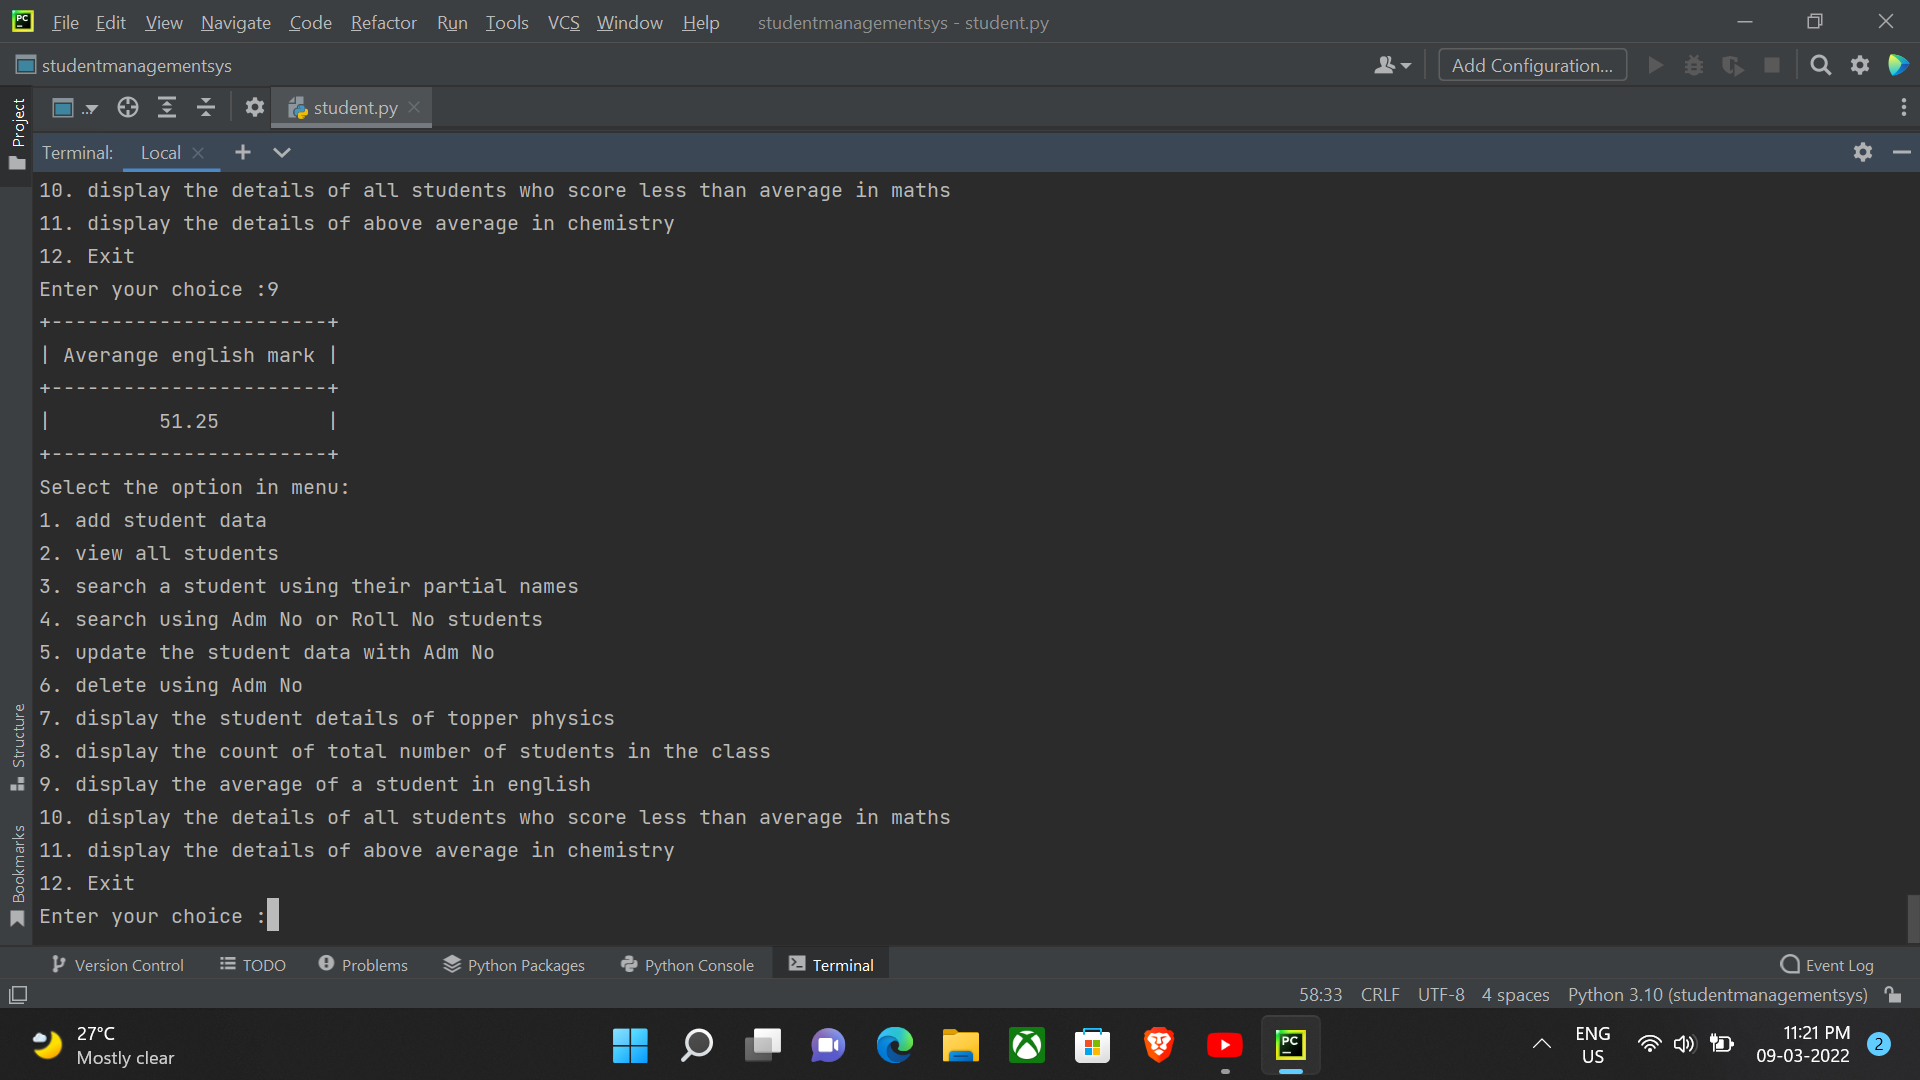 PC File Edit View Navigate Code Refactor Run Tools VCS Window Help studentmanagementsys - student.py
studentmanagementsys Add Configuration...
Project
.. student.py
Terminal: Local
10. display the details of all students who score less than average in maths
11. display the details of above average in chemistry
12. Exit
Enter your choice :9
+-----------------------+
| Averange english mark |
+-----------------------+
|         51.25         |
+-----------------------+
Select the option in menu:
1. add student data
2. view all students
3. search a student using their partial names
4. search using Adm No or Roll No students
5. update the student data with Adm No
6. delete using Adm No
7. display the student details of topper physics
8. display the count of total number of students in the class
9. display the average of a student in english
10. display the details of all students who score less than average in maths
11. display the details of above average in chemistry
12. Exit
Enter your choice :
Structure
Bookmarks
Version Control TODO Problems Python Packages Python Console Terminal Event Log
58:33 CRLF UTF-8 4 spaces Python 3.10 (studentmanagementsys)
27°C
Mostly clear
PC
ENG
US
11:21 PM
09-03-2022
2